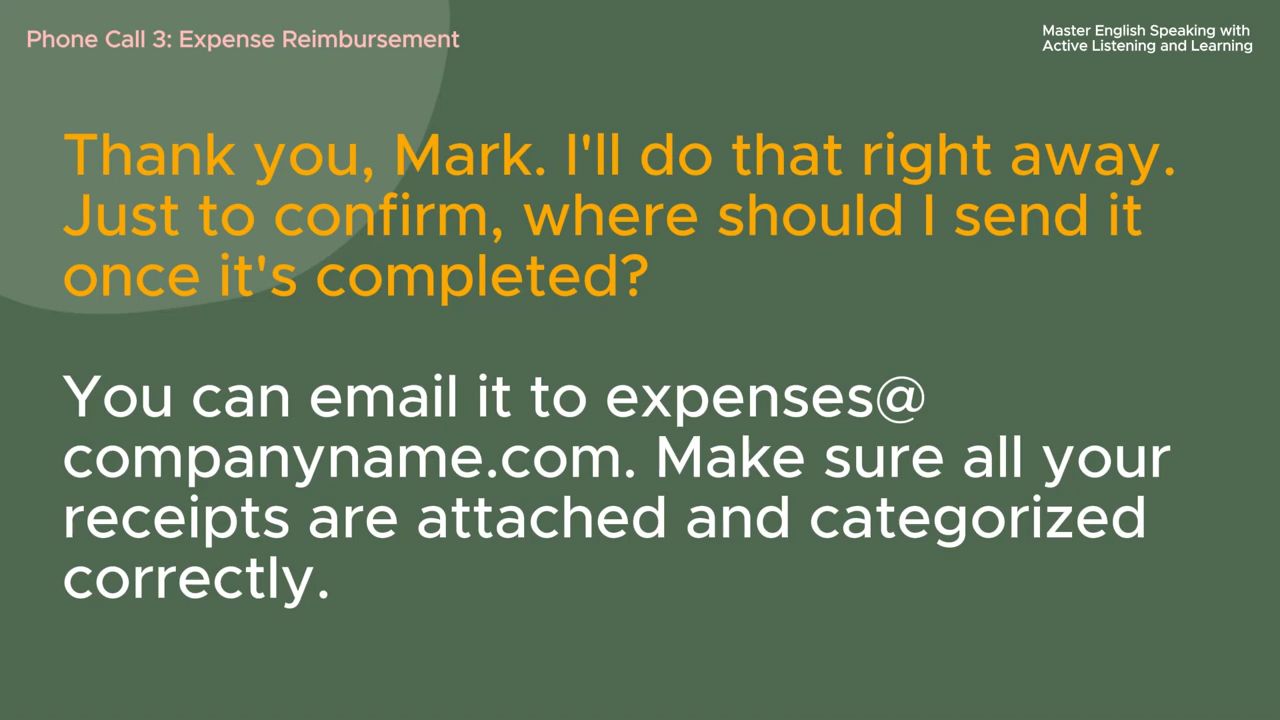 Phone Call 3: Expense Reimbursement
Master English Speaking with
Active Listening and Learning
Thank you, Mark. I'll do that right away.
Just to confirm, where should I send it
once it's completed?
You can email it to expenses@
companyname.com. Make sure all your
receipts are attached and categorized
correctly.